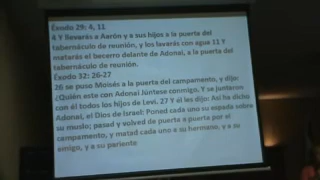 Éxodo 29: 4, 11
4 Y llevarás a Aarón y a sus hijos a la puerta del
tabernáculo de reunión, y los lavarás con agua 11 Y
matarás el becerro delante de Adonai, a la puerta del
tabernáculo de reunión.
Éxodo 32: 26-27
26 se puso Moisés a la puerta del campamento, y dijo:
¿Quién este con Adonai Júntese conmigo. Y se juntaron
con él todos los hijos de Leví. 27 Y él les dijo: Así ha dicho
Adonai, el Dios de Israel: Poned cada uno su espada sobre
su muslo; pasad y volved de puerta a puerta por el
campamento, y matad cada uno a su hermano, y a su
amigo, y a su pariente